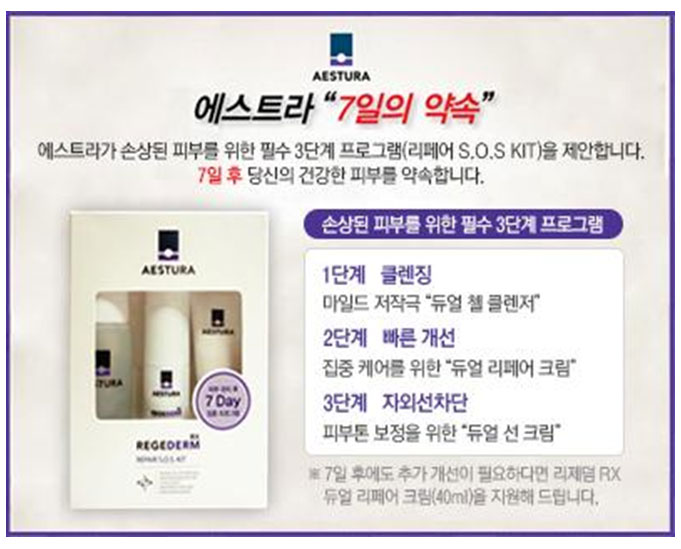 AESTURA
에스트라 “7일의 약속”
에스트라가 손상된 피부를 위한 필수 3단계 프로그램(리페어 S.O.S KIT)을 제안합니다.
7일 후 당신의 건강한 피부를 약속합니다.
AESTURA
AESTURA
AESTURA
7 Day
REGEDERM RX
REPAIR S.O.S. KIT
손상된 피부를 위한 필수 3단계 프로그램
1단계 클렌징
마일드 저작극 “듀얼 첼 클렌저”
2단계 빠른 개선
집중 케어를 위한 “듀얼 리페어 크림”
3단계 자외선차단
피부톤 보정을 위한 “듀얼 선 크림”
※ 7일 후에도 추가 개선이 필요하다면 리제덤 RX
듀얼 리페어 크림(40ml)을 지원해 드립니다.